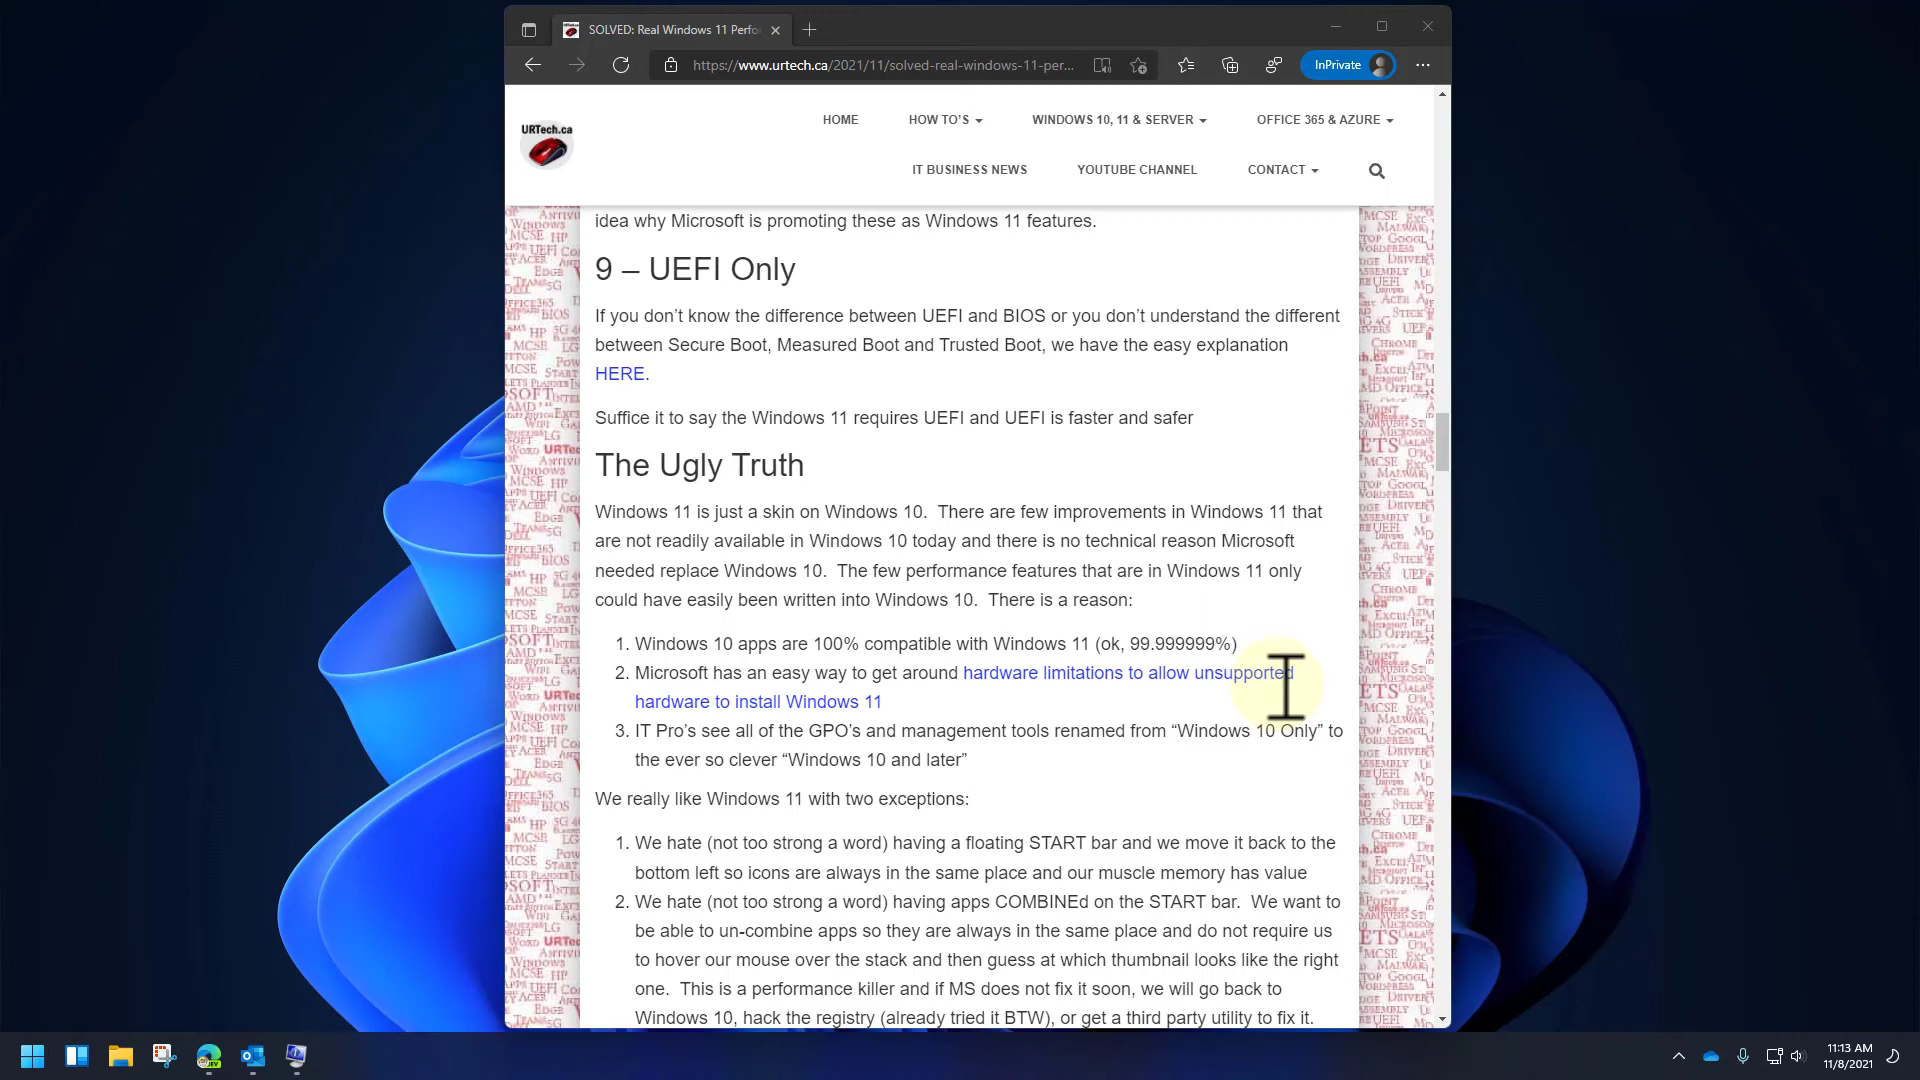 SOLVED: Real Windows 11 Perfo
https://www.urtech.ca/2021/11/solved-real-windows-11-per...
InPrivate
URTech.ca
HOME
HOW TO'S
WINDOWS 10, 11 & SERVER
OFFICE 365 & AZURE
IT BUSINESS NEWS
YOUTUBE CHANNEL
CONTACT
idea why Microsoft is promoting these as Windows 11 features.
9 – UEFI Only
If you don’t know the difference between UEFI and BIOS or you don’t understand the different
between Secure Boot, Measured Boot and Trusted Boot, we have the easy explanation
HERE.
Suffice it to say the Windows 11 requires UEFI and UEFI is faster and safer
The Ugly Truth
Windows 11 is just a skin on Windows 10. There are few improvements in Windows 11 that
are not readily available in Windows 10 today and there is no technical reason Microsoft
needed replace Windows 10. The few performance features that are in Windows 11 only
could have easily been written into Windows 10. There is a reason:
1. Windows 10 apps are 100% compatible with Windows 11 (ok, 99.999999%)
2. Microsoft has an easy way to get around hardware limitations to allow unsupported
hardware to install Windows 11
3. IT Pro’s see all of the GPO’s and management tools renamed from “Windows 10 Only” to
the ever so clever “Windows 10 and later”
We really like Windows 11 with two exceptions:
1. We hate (not too strong a word) having a floating START bar and we move it back to the
bottom left so icons are always in the same place and our muscle memory has value
2. We hate (not too strong a word) having apps COMBINEd on the START bar. We want to
be able to un-combine apps so they are always in the same place and do not require us
to hover our mouse over the stack and then guess at which thumbnail looks like the right
one. This is a performance killer and if MS does not fix it soon, we will go back to
Windows 10, hack the registry (already tried it BTW), or get a third party utility to fix it.
11:13 AM
11/8/2021